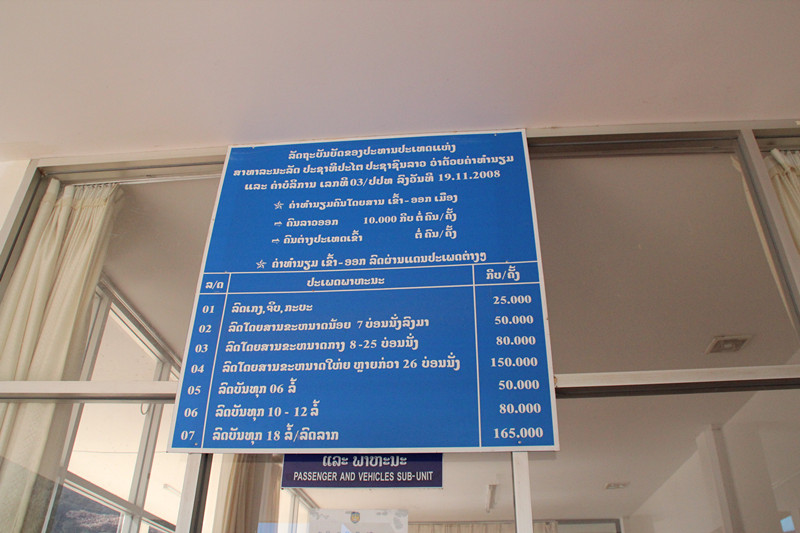 ລັດຖະບັນຍັດຂອງປະທານປະເທດແຫ່ງ
ສາທາລະນະລັດ ປະຊາທິປະໄຕ ປະຊາຊົນລາວ ວ່າດ້ວຍຄ່າທຳນຽມ
ແລະ ຄ່າບໍລິການ ເລກທີ 03/ປປທ ລົງວັນທີ 19.11.2008
ຄ່າທຳນຽມຄົນໂດຍສານ ເຂົ້າ-ອອກ ເມືອງ
⇨ ຄົນລາວອອກ 10.000 ກີບ ຕໍ່ ຄົນ/ຄັ້ງ
⇨ ຄົນຕ່າງປະເທດເຂົ້າ ຕໍ່ ຄົນ/ຄັ້ງ
ຄ່າທຳນຽມ ເຂົ້າ-ອອກ ລົດຜ່ານແດນປະເພດຕ່າງໆ
ລ/ດ ປະເພດພາຫະນະ ກີບ/ຄັ້ງ
01 ລົດເກງ,ຈິບ,ກະບະ 25.000
02 ລົດໂດຍສານຂະຫນາດນ້ອຍ 7 ບ່ອນນັ່ງລົງມາ 50.000
03 ລົດໂດຍສານຂະຫນາດກາງ 8-25 ບ່ອນນັ່ງ 80.000
04 ລົດໂດຍສານຂະຫນາດໃຫ່ຍ ຫຼາຍກ່ວາ 26 ບ່ອນນັ່ງ 150.000
05 ລົດບັນທຸກ 06 ລໍ້ 50.000
06 ລົດບັນທຸກ 10 - 12 ລໍ້ 80.000
07 ລົດບັນທຸກ 18 ລໍ້/ລົດລາກ 165.000
ແລະ ພາຫະນະ
PASSENGER AND VEHICLES SUB-UNIT